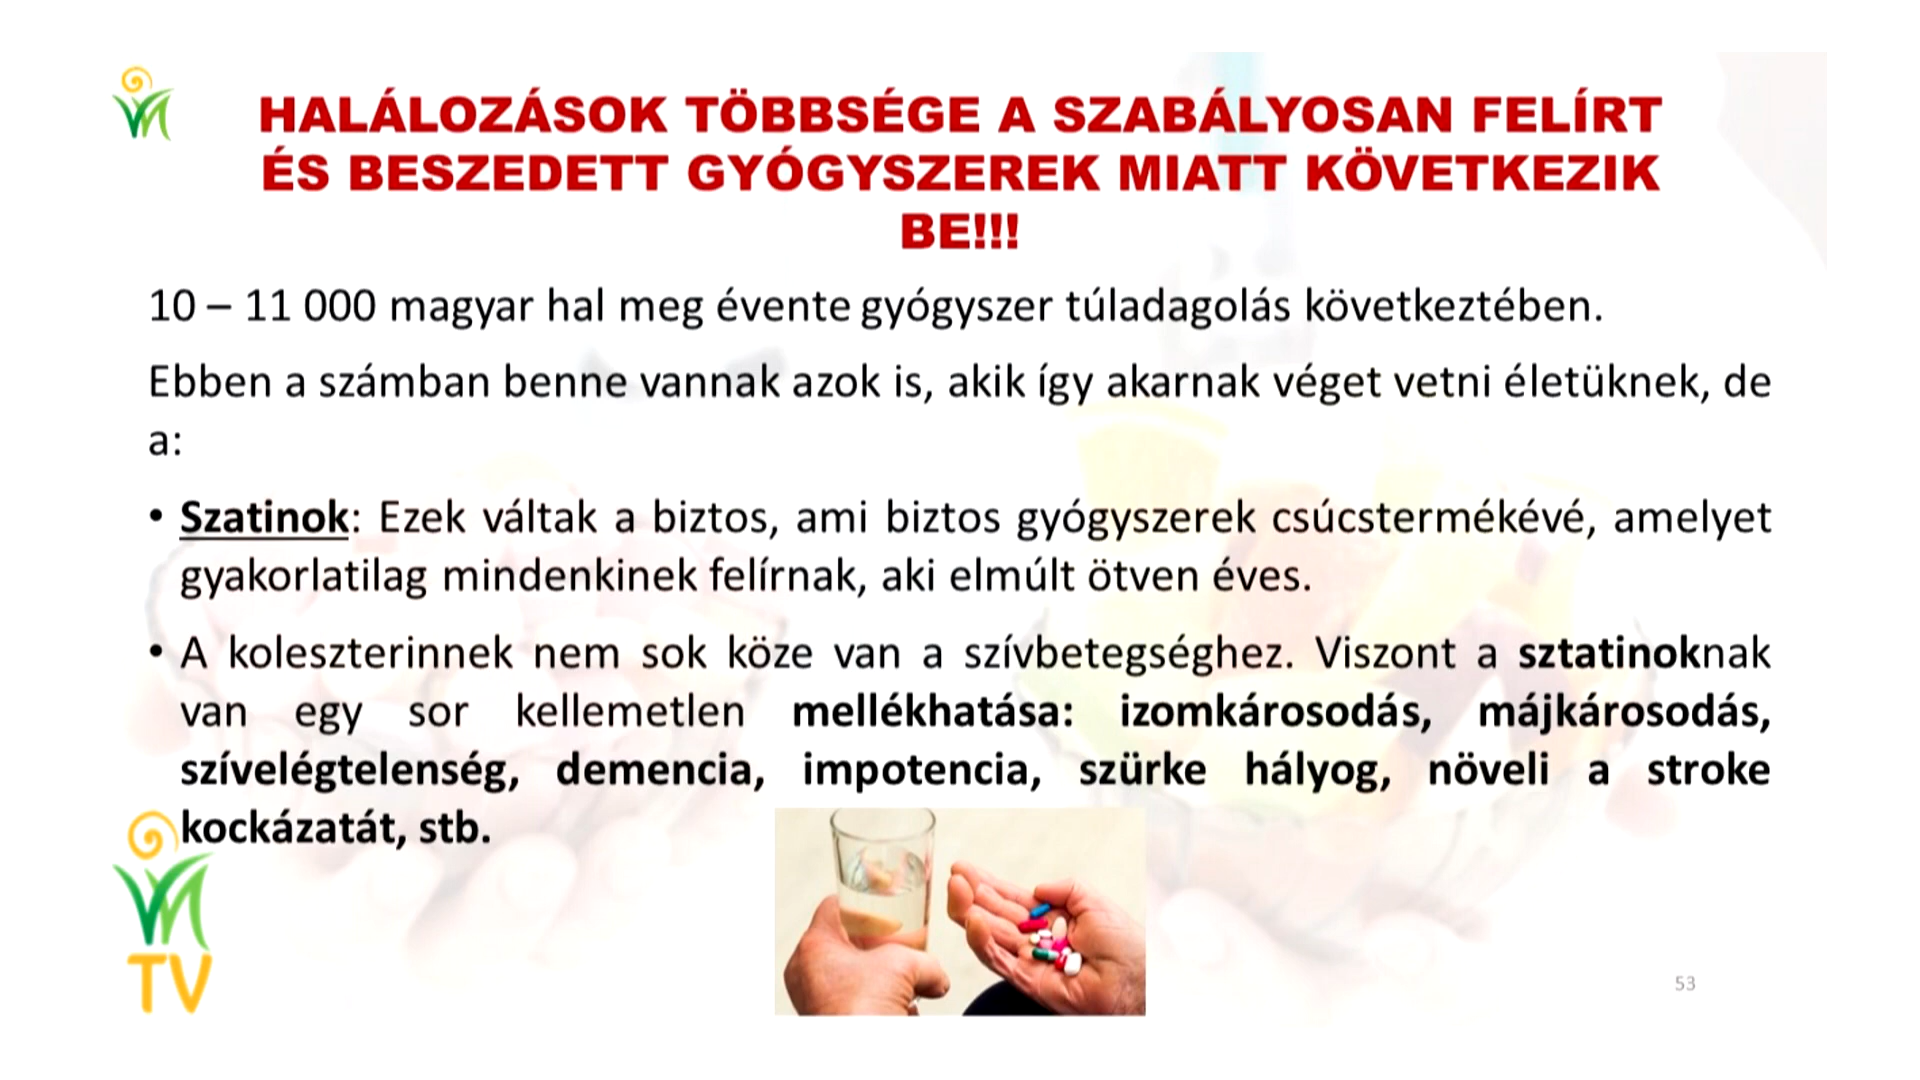 HALÁLOZÁSOK TÖBBSÉGE A SZABÁLYOSAN FELÍRT
ÉS BESZEDETT GYÓGYSZEREK MIATT KÖVETKEZIK
BE!!!
10 – 11 000 magyar hal meg évente gyógyszer túladagolás következtében.
Ebben a számban benne vannak azok is, akik így akarnak véget vetni életüknek, de
a:
• Szatinok: Ezek váltak a biztos, ami biztos gyógyszerek csúcstermékévé, amelyet
gyakorlatilag mindenkinek felírnak, aki elmúlt ötven éves.
• A koleszterinnek nem sok köze van a szívbetegséghez. Viszont a sztatinoknak
van egy sor kellemetlen mellékhatása: izomkárosodás, májkárosodás,
szívelégtelenség, demencia, impotencia, szürke hályog, növeli a stroke
kockázatát, stb.
TV
53